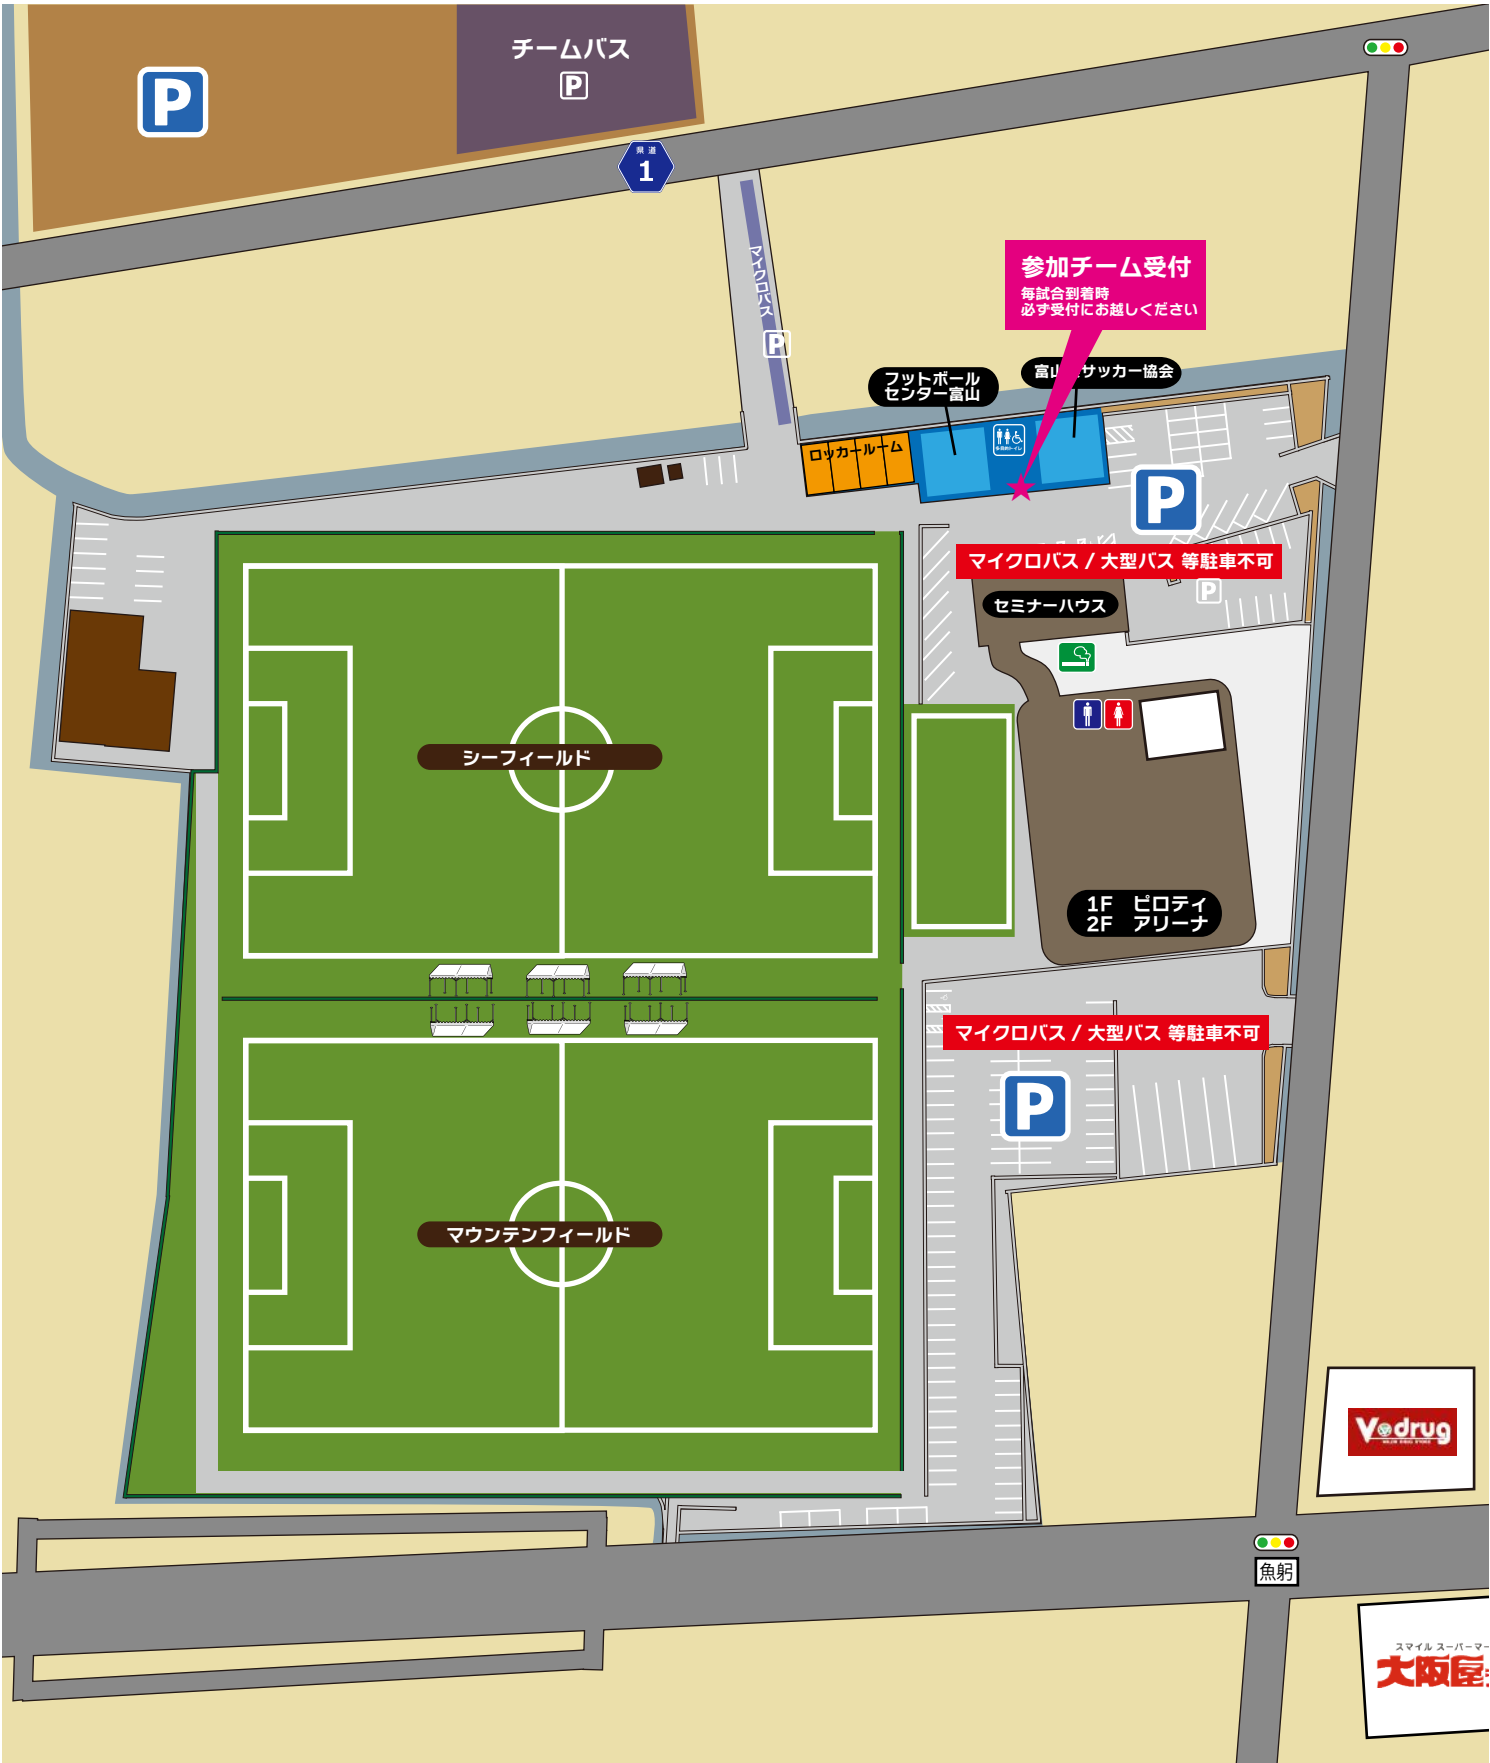 チームバス
P
P
県道
1
マイクロバス
P
参加チーム受付
毎試合到着時
必ず受付にお越しください
フットボール
センター富山
サッカー協会
ロッカールーム
多目的トイレ
P
マイクロバス / 大型バス 等駐車不可
P
セミナーハウス
シーフィールド
1F ピロティ
2F アリーナ
マイクロバス / 大型バス 等駐車不可
P
マウンテンフィールド
V drug
魚躬
スマイル スーパーマー
大阪屋